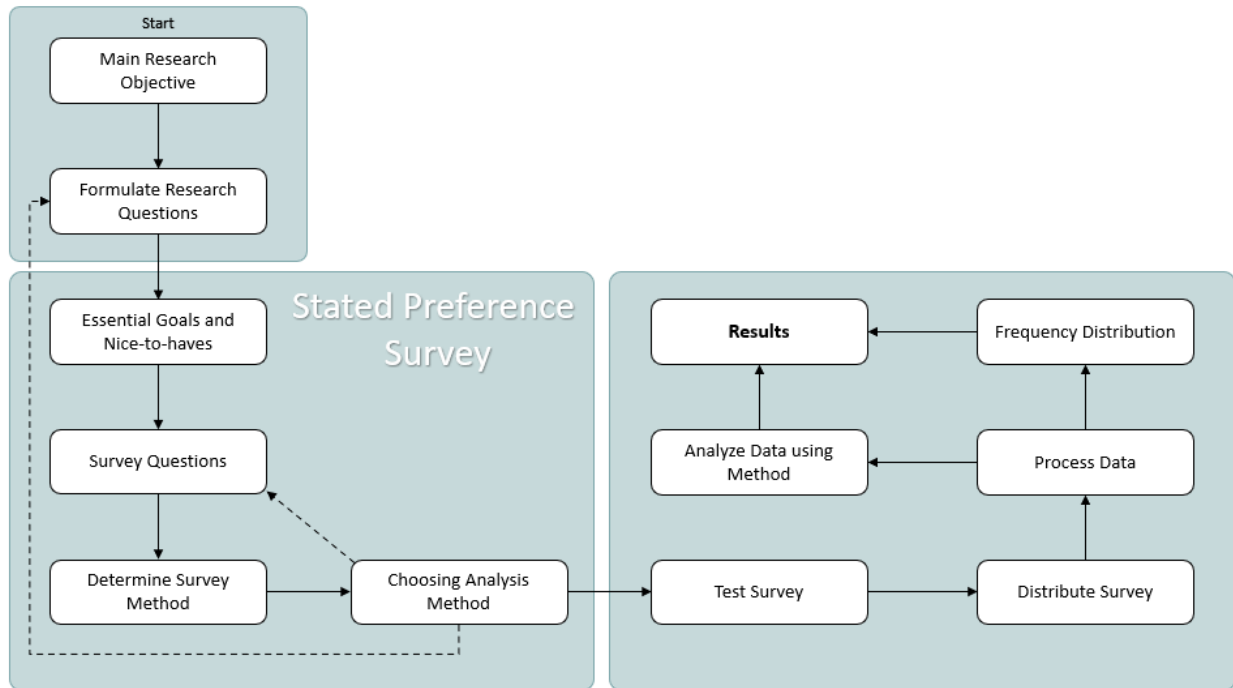 Start
Main Research
Objective
Formulate Research
Questions
Stated Preference
Survey
Essential Goals and
Nice-to-haves
Survey Questions
Determine Survey
Method
Choosing Analysis
Method
Test Survey
Distribute Survey
Process Data
Analyze Data using
Method
Frequency Distribution
Results